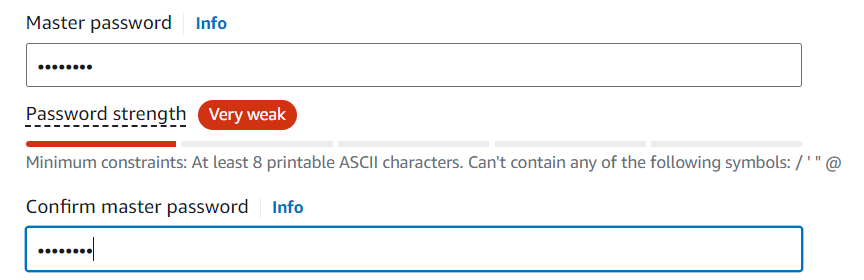 Master password Info
••••••••
Password strength Very weak
Minimum constraints: At least 8 printable ASCII characters. Can't contain any of the following symbols: / ' " @
Confirm master password Info
••••••••